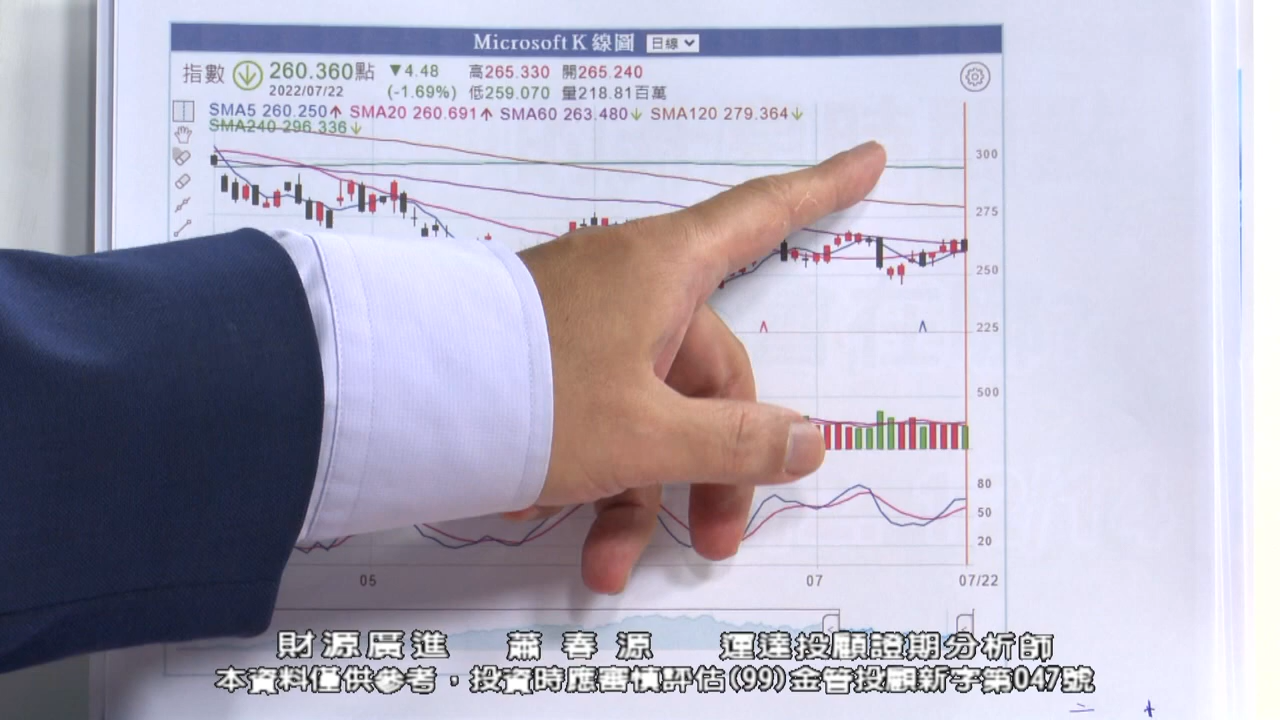 Microsoft K 線圖 日線
指數 260.360點 ▼4.48 高265.330 開265.240
2022/07/22 (-1.69%) 低259.070 量218.81百萬
SMA5 260.250↑ SMA20 260.691↑ SMA60 263.480↓ SMA120 279.364↓
SMA240 296.336↓
300
275
250
225
500
80
50
20
05 07 07/22
財源廣進 蕭春源 運達投顧證期分析師
本資料僅供參考，投資時應審慎評估(99)金管投顧新字第047號